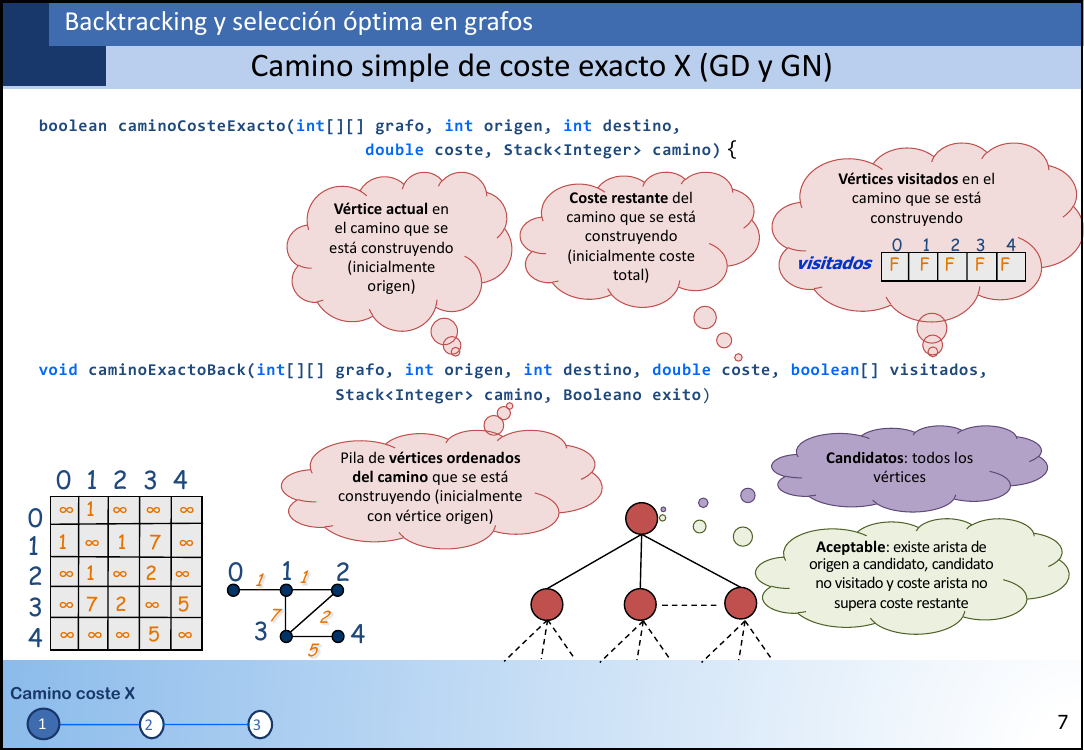 Backtracking y selección óptima en grafos
Camino simple de coste exacto X (GD y GN)
boolean caminoCosteExacto(int[][] grafo, int origen, int destino,
double coste, Stack<Integer> camino) {
Vértice actual en
el camino que se
está construyendo
(inicialmente
origen)
Coste restante del
camino que se está
construyendo
(inicialmente coste
total)
Vértices visitados en el
camino que se está
construyendo
0 1 2 3 4
visitados F F F F F
void caminoExactoBack(int[][] grafo, int origen, int destino, double coste, boolean[] visitados,
Stack<Integer> camino, Booleano exito)
Pila de vértices ordenados
del camino que se está
construyendo (inicialmente
con vértice origen)
Candidatos: todos los
vértices
Aceptable: existe arista de
origen a candidato, candidato
no visitado y coste arista no
supera coste restante
0 1 2 3 4
0 ∞ 1 ∞ ∞ ∞
1 1 ∞ 1 7 ∞
2 ∞ 1 ∞ 2 ∞
3 ∞ 7 2 ∞ 5
4 ∞ ∞ ∞ 5 ∞
0 1 1 1 2
7 2
3 4
5
Camino coste X
1 2 3
7